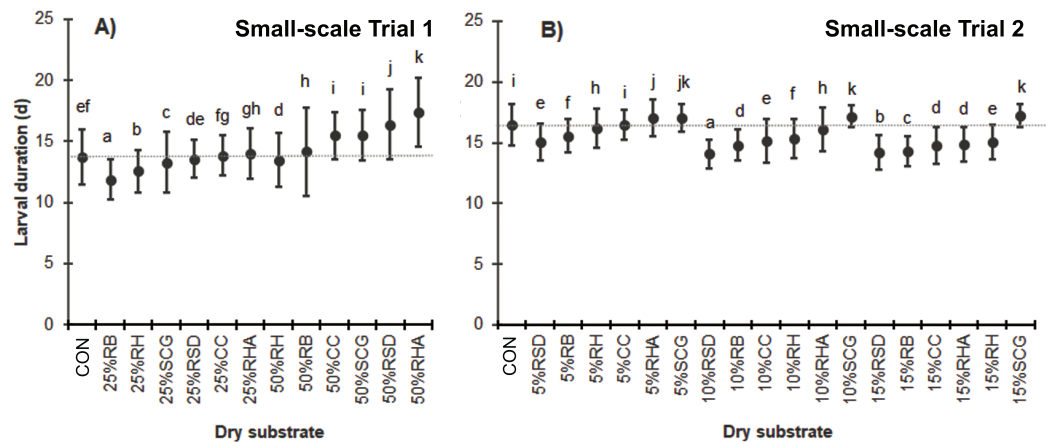 A) Small-scale Trial 1
Larval duration (d)
25
20
15
10
5
0
ef
a
b
c
de
fg
gh
d
h
i
i
j
k
CON
25%RB
25%RH
25%SCG
25%RSD
25%CC
25%RHA
50%RH
50%RB
50%CC
50%SCG
50%RSD
50%RHA
Dry substrate
B) Small-scale Trial 2
25
20
15
10
5
0
i
e
f
h
i
j
jk
a
d
e
f
h
k
b
c
d
d
e
k
CON
5%RSD
5%RB
5%RH
5%CC
5%RHA
5%SCG
10%RSD
10%RB
10%CC
10%RH
10%RHA
10%SCG
15%RSD
15%RB
15%CC
15%RHA
15%RH
15%SCG
Dry substrate